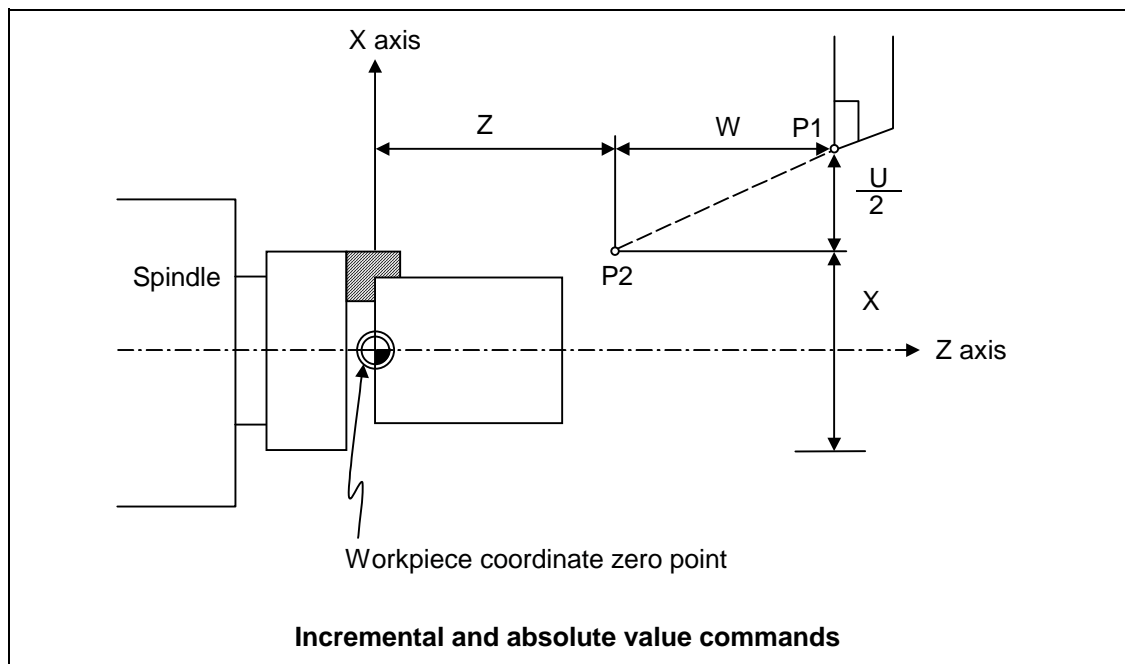 X axis
Z
W
P1
U
2
Spindle
P2
X
Z axis
Workpiece coordinate zero point
Incremental and absolute value commands